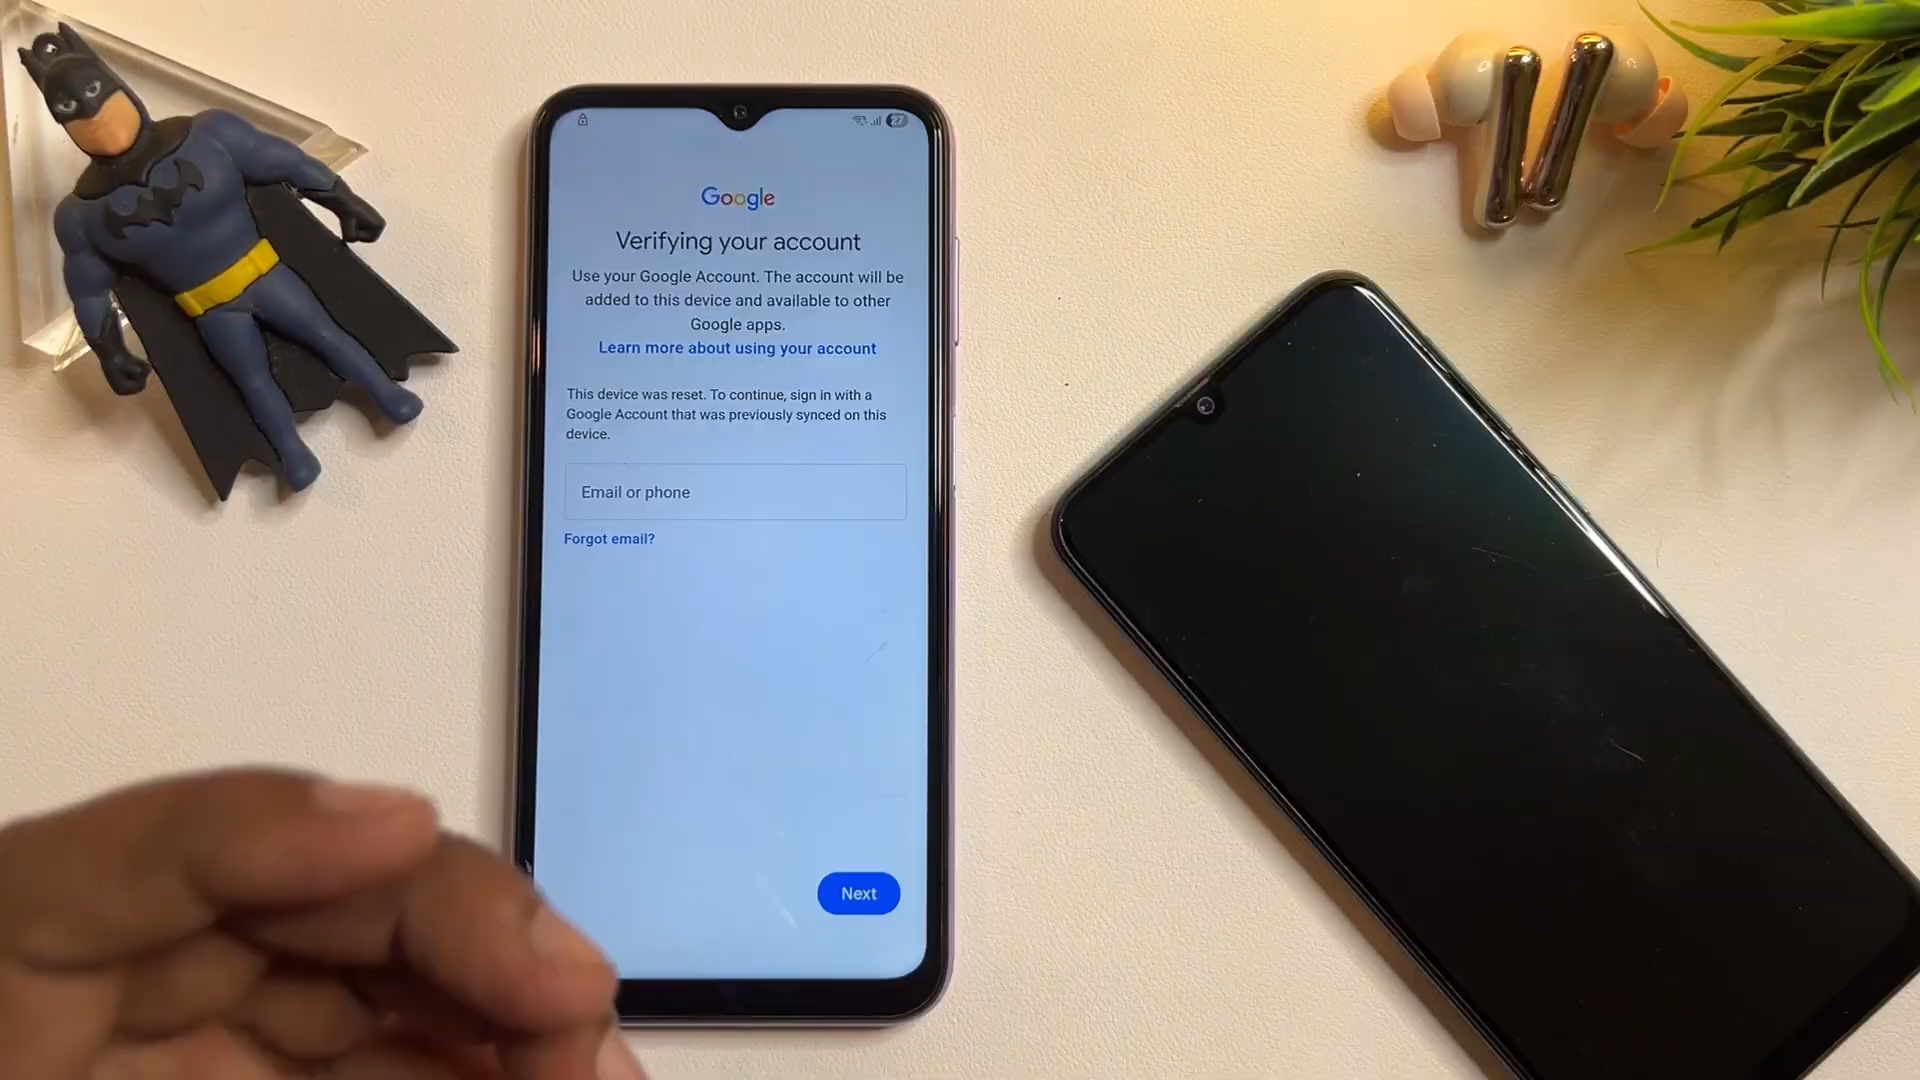 27
Google
Verifying your account
Use your Google Account. The account will be
added to this device and available to other
Google apps.
Learn more about using your account
This device was reset. To continue, sign in with a
Google Account that was previously synced on this
device.
Email or phone
Forgot email?
Next